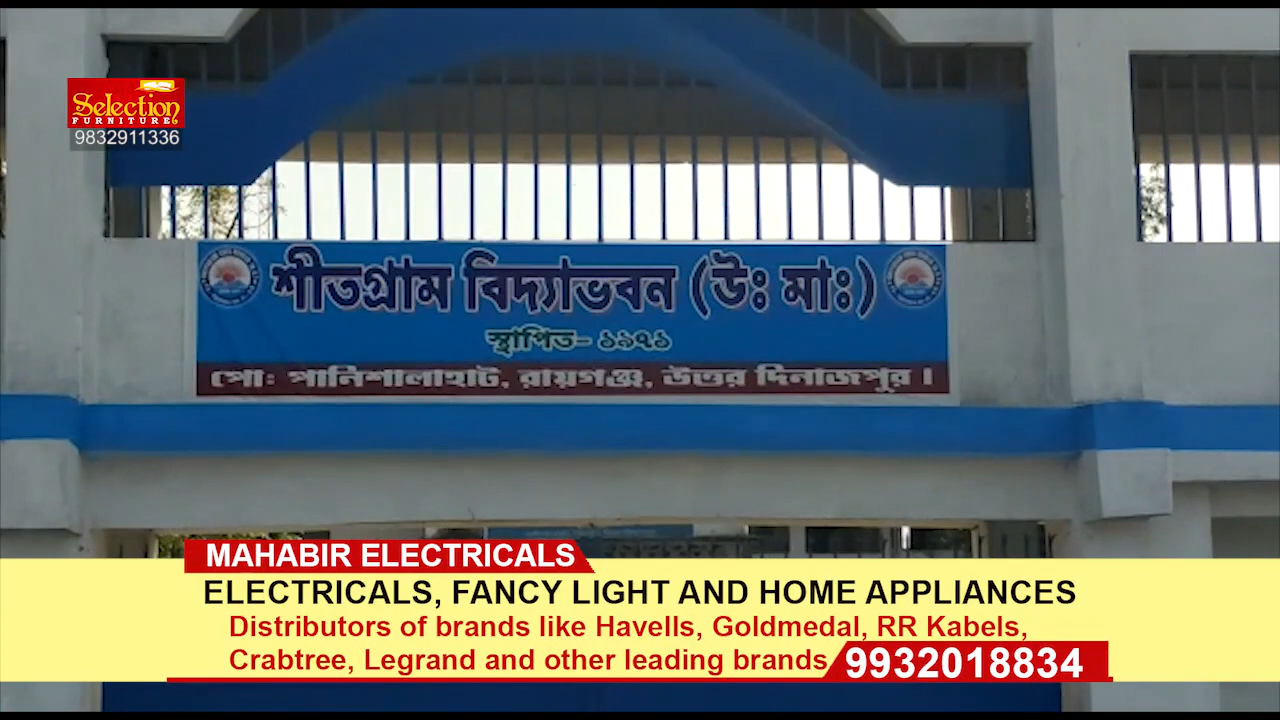 Selection
FURNITURE
9832911336
শীতগ্রাম বিদ্যাভবন (উঃ মাঃ)
স্থাপিত- ১৯৭১
পো: পানিশালাহাট, রায়গঞ্জ, উত্তর দিনাজপুর ।
MAHABIR ELECTRICALS
ELECTRICALS, FANCY LIGHT AND HOME APPLIANCES
Distributors of brands like Havells, Goldmedal, RR Kabels,
Crabtree, Legrand and other leading brands
9932018834